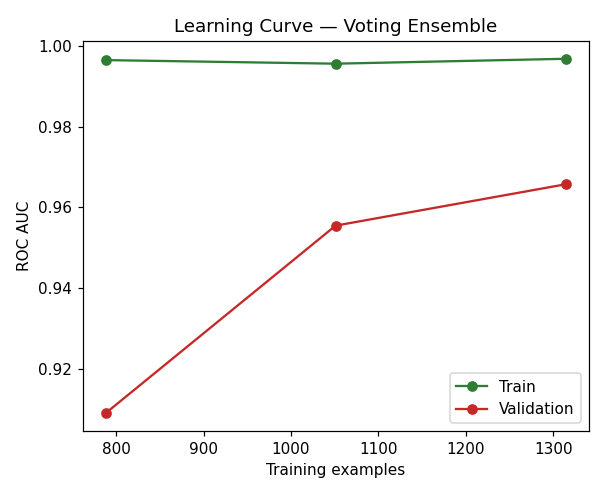 Learning Curve — Voting Ensemble
ROC AUC
1.00
0.98
0.96
0.94
0.92
Train
Validation
800 900 1000 1100 1200 1300
Training examples